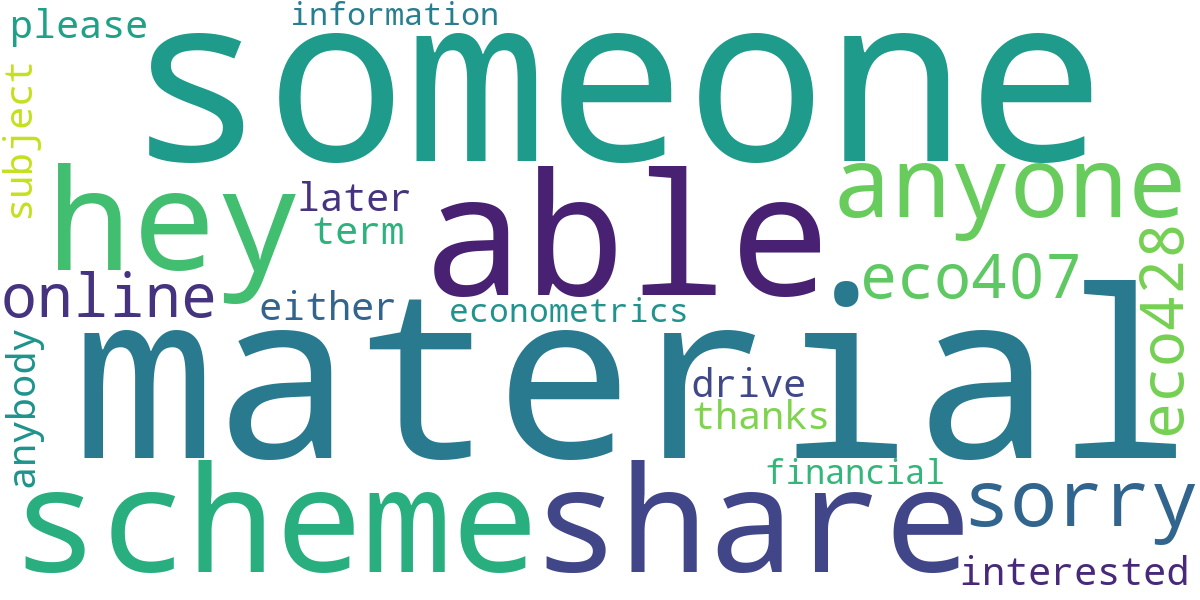 information
please
someone
subject
hey
later
term
able
anyone
eco407
eco428
online
either
econometrics
material
anybody
drive
thanks
scheme
share
financial
sorry
interested